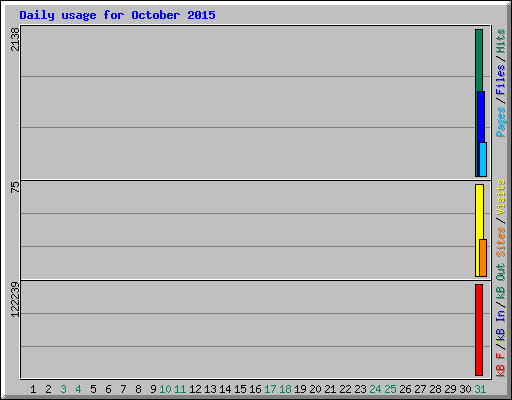 Daily usage for October 2015
2138
75
122239
Pages / Files / Hits
Sites / Visits
kB F / kB In / kB Out
1 2 3 4 5 6 7 8 9 10 11 12 13 14 15 16 17 18 19 20 21 22 23 24 25 26 27 28 29 30 31